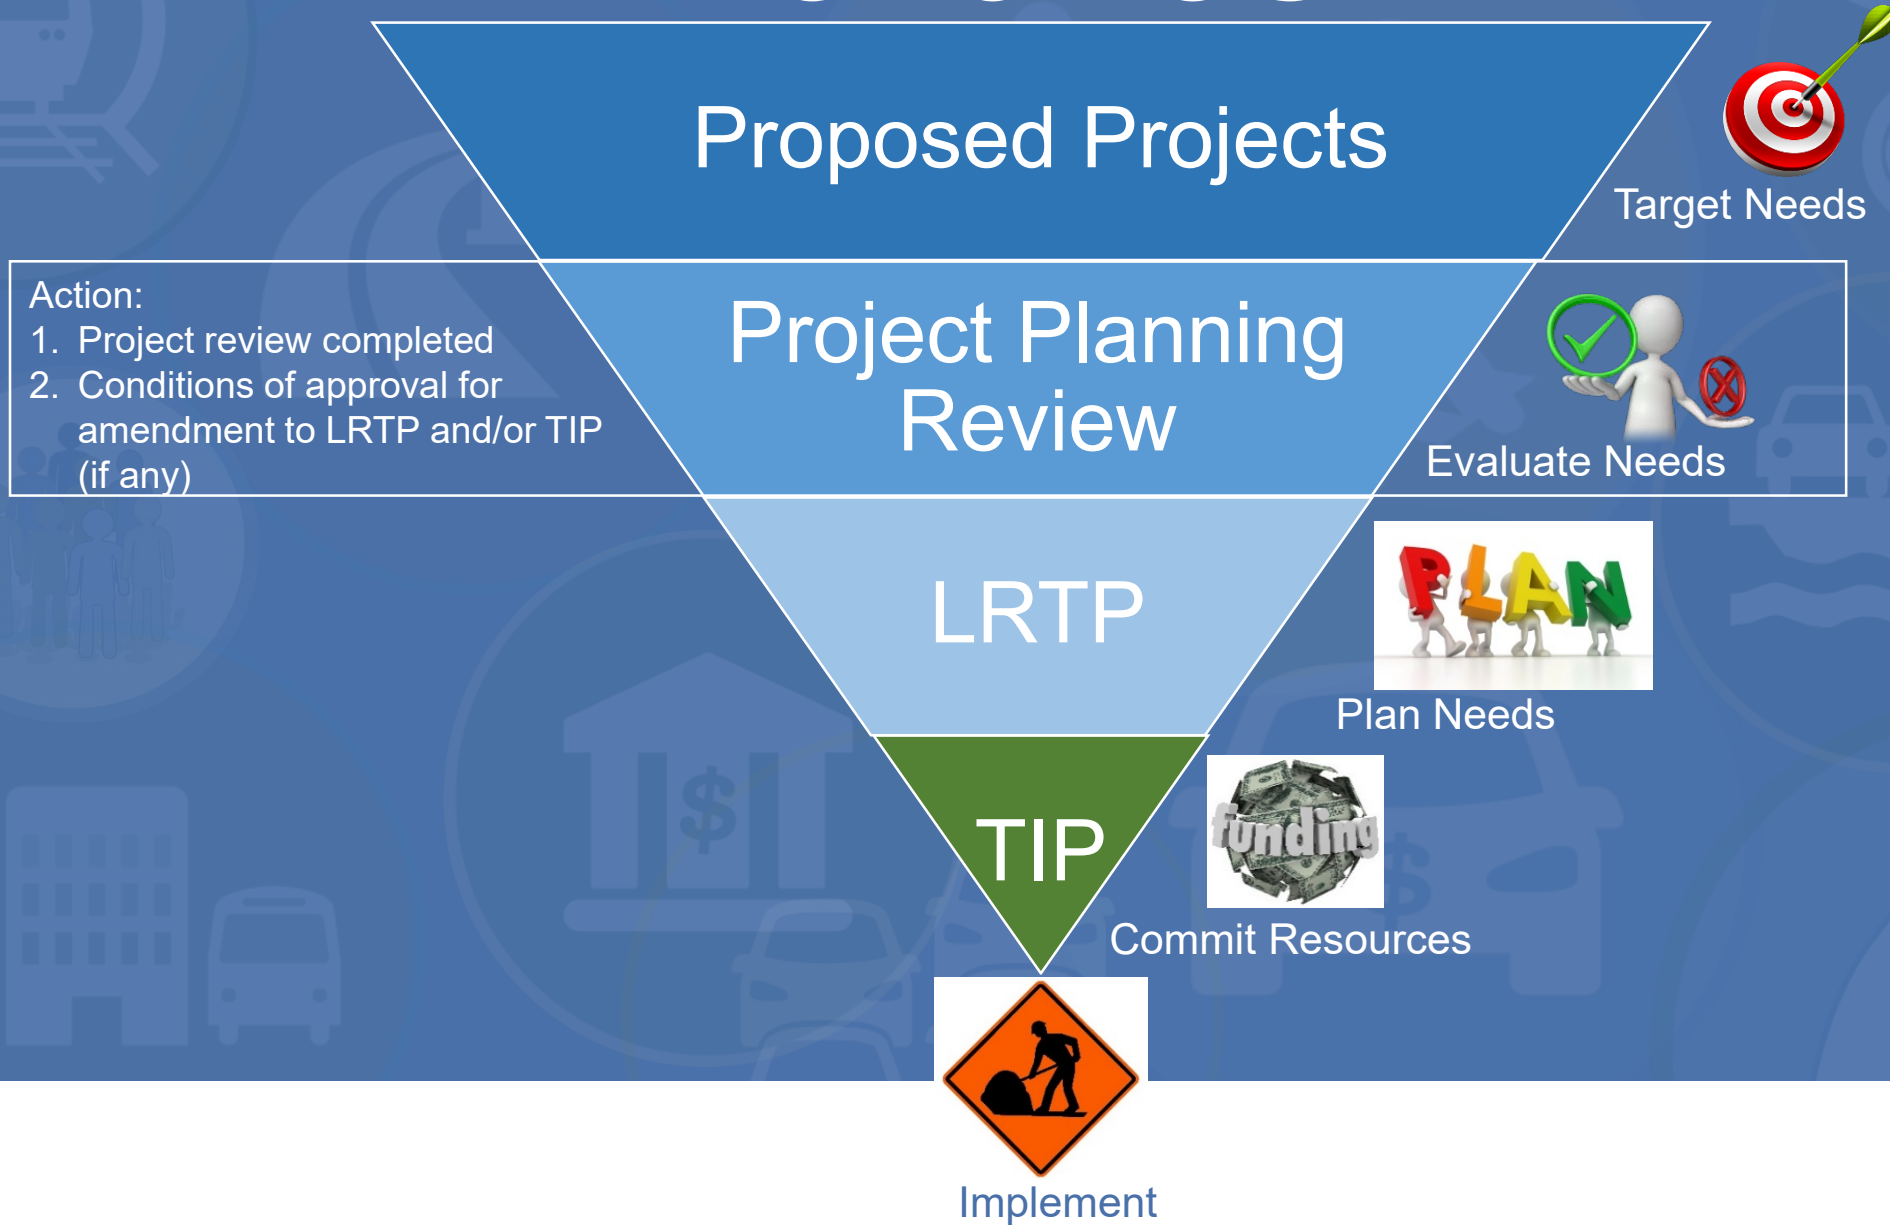 Proposed Projects
Target Needs
Action:
1. Project review completed
2. Conditions of approval for
amendment to LRTP and/or TIP
(if any)
Project Planning
Review
Evaluate Needs
LRTP
PLAN
Plan Needs
$
TIP
funding
$
Commit Resources
Implement